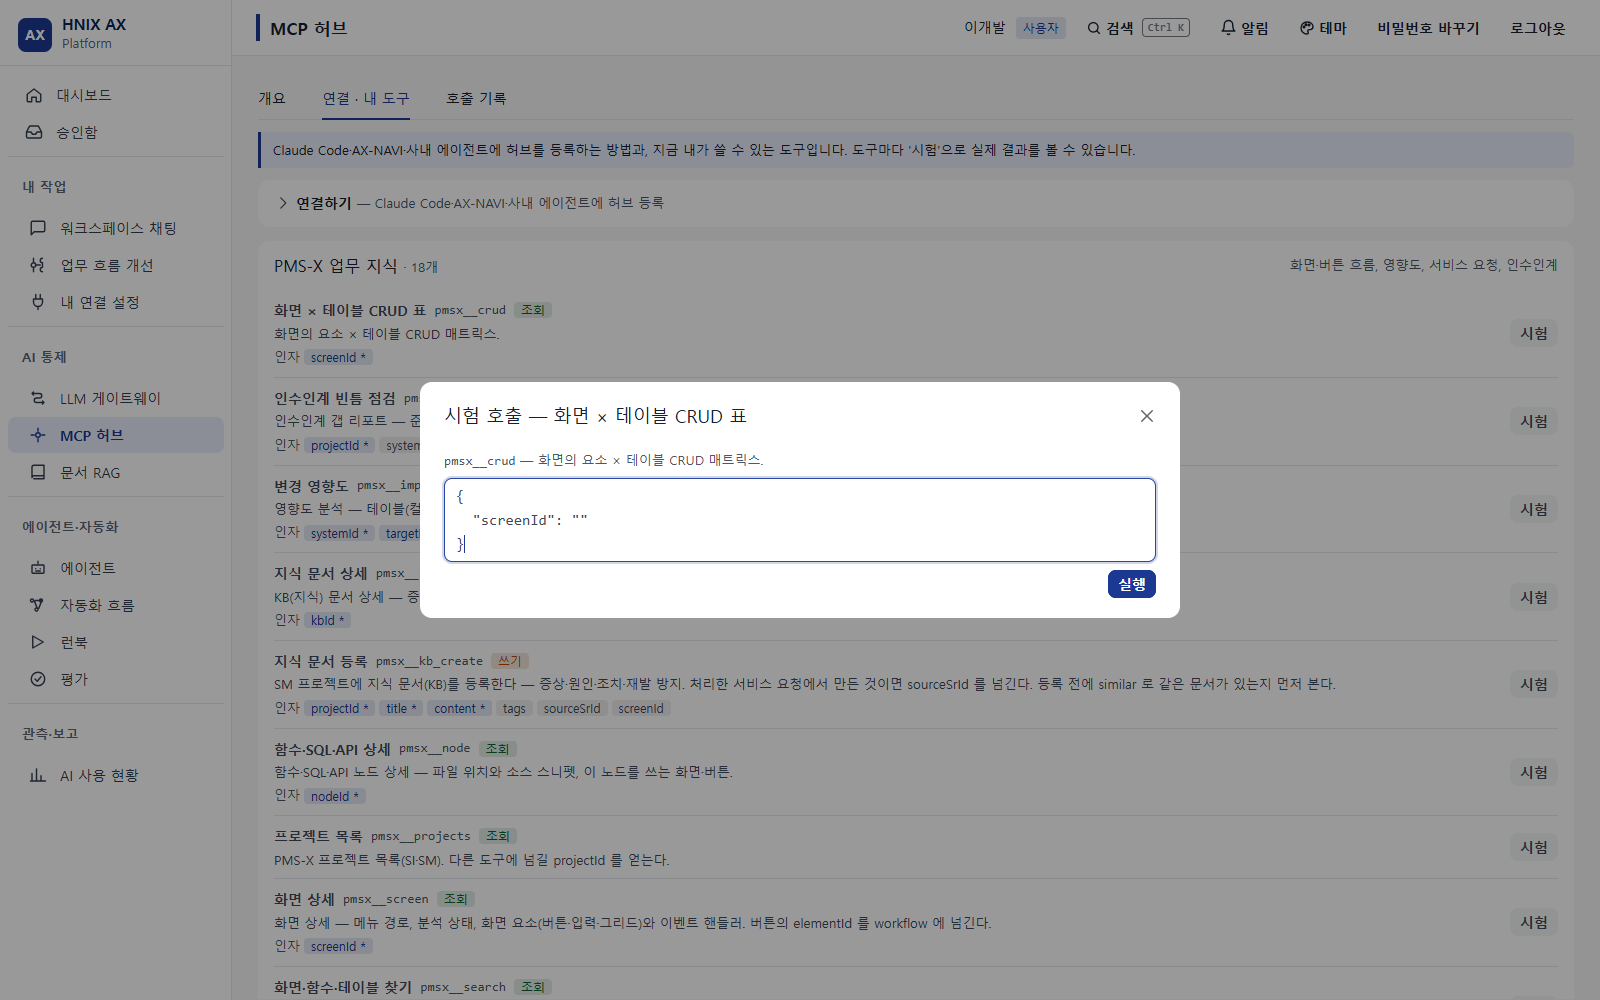 AX
HNIX AX
Platform
대시보드
승인함
내 작업
워크스페이스 채팅
업무 흐름 개선
내 연결 설정
AI 통제
LLM 게이트웨이
MCP 허브
문서 RAG
에이전트·자동화
에이전트
자동화 흐름
런북
평가
관측·보고
AI 사용 현황
MCP 허브
이개발 사용자 검색 Ctrl K 알림 테마 비밀번호 바꾸기 로그아웃
개요 연결 · 내 도구 호출 기록
Claude Code·AX-NAVI·사내 에이전트에 허브를 등록하는 방법과, 지금 내가 쓸 수 있는 도구입니다. 도구마다 '시험'으로 실제 결과를 볼 수 있습니다.
연결하기 — Claude Code·AX-NAVI·사내 에이전트에 허브 등록
PMS-X 업무 지식 · 18개 화면·버튼 흐름, 영향도, 서비스 요청, 인수인계
화면 × 테이블 CRUD 표 pmsx__crud 조회
화면의 요소 × 테이블 CRUD 매트릭스.
인자 screenId *
시험
인수인계 빈틈 점검
인수인계 갭 리포트 —
인자 projectId *
시험
변경 영향도 pmsx__imp
영향도 분석 —
인자 systemId *
시험
지식 문서 상세 pmsx__
KB(지식) 문서 상세 —
인자 kbId *
시험
시험 호출 — 화면 × 테이블 CRUD 표
pmsx__crud — 화면의 요소 × 테이블 CRUD 매트릭스.
{
"screenId": ""
}
실행
지식 문서 등록 pmsx__kb_create 쓰기
SM 프로젝트에 지식 문서(KB)를 등록한다 — 증상·원인·조치·재발 방지. 처리한 서비스 요청에서 만든 것이면 sourceSrId 를 넘긴다. 등록 전에 similar 로 같은 문서가 있는지 먼저 본다.
인자 projectId * title * content * tags sourceSrId screenId
시험
함수·SQL·API 상세 pmsx__node 조회
함수·SQL·API 노드 상세 — 파일 위치와 소스 스니펫, 이 노드를 쓰는 화면·버튼.
인자 nodeId *
시험
프로젝트 목록 pmsx__projects 조회
PMS-X 프로젝트 목록(SI·SM). 다른 도구에 넘길 projectId 를 얻는다.
시험
화면 상세 pmsx__screen 조회
화면 상세 — 메뉴 경로, 분석 상태, 화면 요소(버튼·입력·그리드)와 이벤트 핸들러. 버튼의 elementId 를 workflow 에 넘긴다.
인자 screenId *
시험
화면·함수·테이블 찾기 pmsx__search 조회